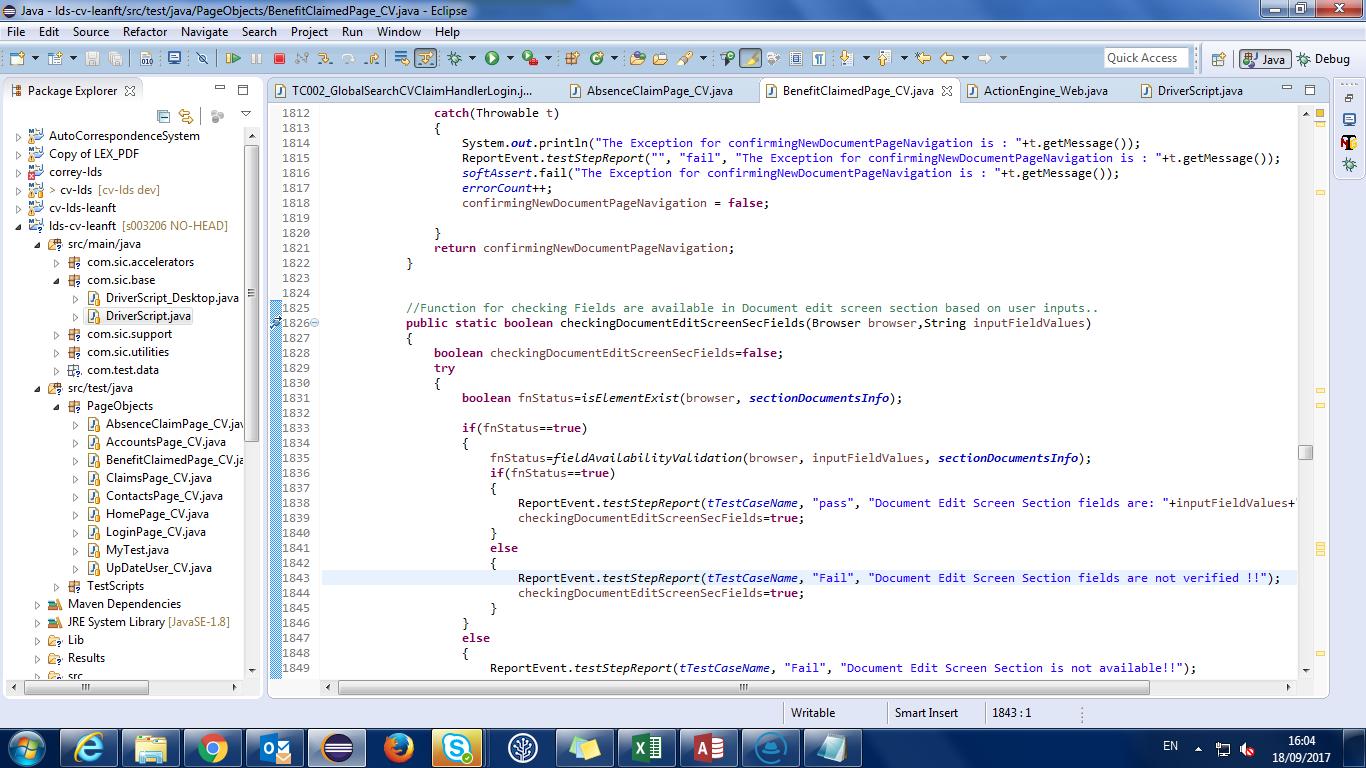 Java - lds-cv-leanft/src/test/java/PageObjects/BenefitClaimedPage_CV.java - Eclipse
File Edit Source Refactor Navigate Search Project Run Window Help
Quick Access Java Debug
Package Explorer
TC002_GlobalSearchCVClaimHandlerLogin.j... AbsenceClaimPage_CV.java BenefitClaimedPage_CV.java ActionEngine_Web.java DriverScript.java
AutoCorrespondenceSystem
Copy of LEX_PDF
correy-lds
> cv-lds [cv-lds dev]
cv-lds-leanft
lds-cv-leanft [s003206 NO-HEAD]
src/main/java
com.sic.accelerators
com.sic.base
DriverScript_Desktop.java
DriverScript.java
com.sic.support
com.sic.utilities
com.test.data
src/test/java
PageObjects
AbsenceClaimPage_CV.jav
AccountsPage_CV.java
BenefitClaimedPage_CV.ja
ClaimsPage_CV.java
ContactsPage_CV.java
HomePage_CV.java
LoginPage_CV.java
MyTest.java
UpDateUser_CV.java
TestScripts
Maven Dependencies
JRE System Library [JavaSE-1.8]
Lib
Results
src
1812 catch(Throwable t)
1813 {
1814 System.out.println("The Exception for confirmingNewDocumentPageNavigation is : "+t.getMessage());
1815 ReportEvent.testStepReport("", "fail", "The Exception for confirmingNewDocumentPageNavigation is : "+t.getMessage());
1816 softAssert.fail("The Exception for confirmingNewDocumentPageNavigation is : "+t.getMessage());
1817 errorCount++;
1818 confirmingNewDocumentPageNavigation = false;
1819
1820 }
1821 return confirmingNewDocumentPageNavigation;
1822 }
1823
1824
1825 //Function for checking Fields are available in Document edit screen section based on user inputs..
1826 public static boolean checkingDocumentEditScreenSecFields(Browser browser,String inputFieldValues)
1827 {
1828 boolean checkingDocumentEditScreenSecFields=false;
1829 try
1830 {
1831 boolean fnStatus=isElementExist(browser, sectionDocumentsInfo);
1832
1833 if(fnStatus==true)
1834 {
1835 fnStatus=fieldAvailabilityValidation(browser, inputFieldValues, sectionDocumentsInfo);
1836 if(fnStatus==true)
1837 {
1838 ReportEvent.testStepReport(tTestCaseName, "pass", "Document Edit Screen Section fields are: "+inputFieldValues+"
1839 checkingDocumentEditScreenSecFields=true;
1840 }
1841 else
1842 {
1843 ReportEvent.testStepReport(tTestCaseName, "Fail", "Document Edit Screen Section fields are not verified !!");
1844 checkingDocumentEditScreenSecFields=true;
1845 }
1846 }
1847 else
1848 {
1849 ReportEvent.testStepReport(tTestCaseName, "Fail", "Document Edit Screen Section is not available!!");
Writable Smart Insert 1843 : 1
EN 16:04
18/09/2017